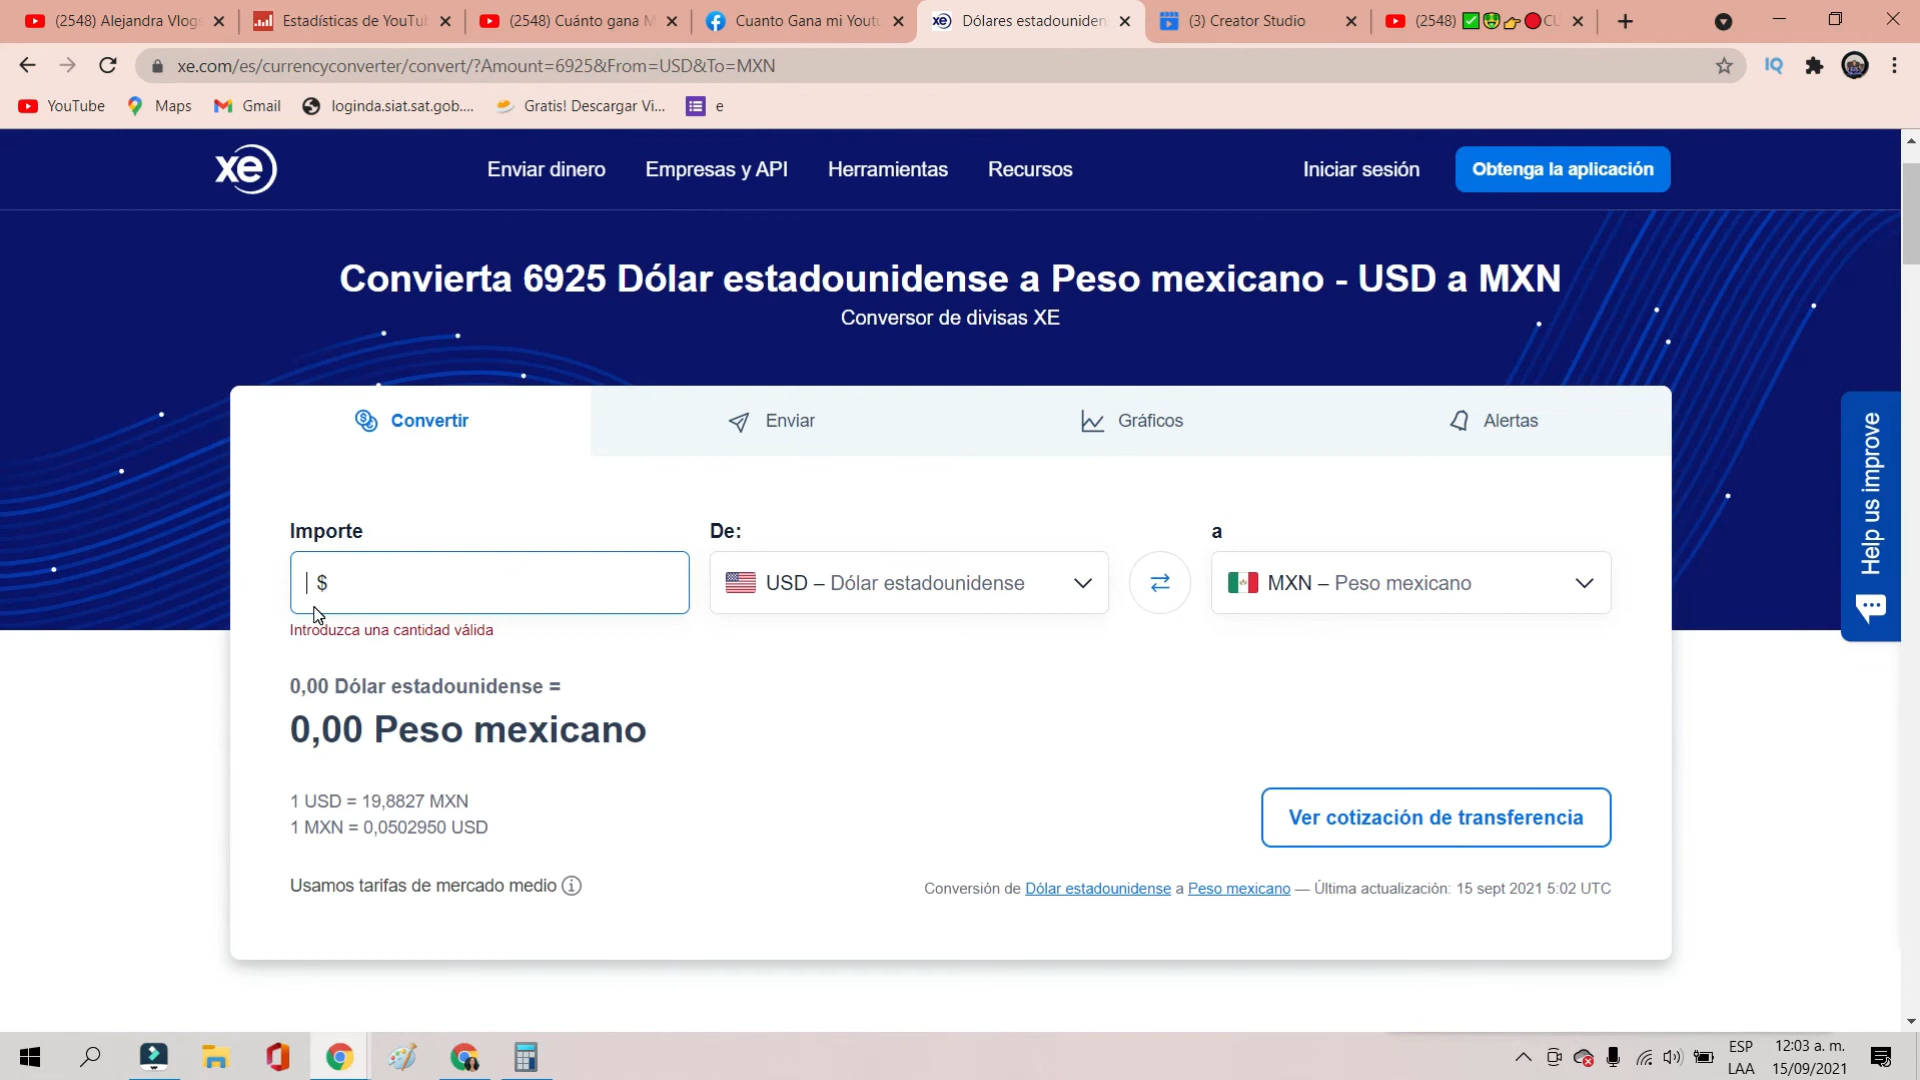 (2548) Alejandra Vlogs
Estadísticas de YouTub
(2548) Cuánto gana M
Cuanto Gana mi Youtu
Dólares estadouniden
(3) Creator Studio
(2548) ✅🤑👉🔴CU
xe.com/es/currencyconverter/convert/?Amount=6925&From=USD&To=MXN
IQ
YouTube
Maps
Gmail
loginda.siat.sat.gob....
Gratis! Descargar Vi...
e
xe
Enviar dinero
Empresas y API
Herramientas
Recursos
Iniciar sesión
Obtenga la aplicación
Convierta 6925 Dólar estadounidense a Peso mexicano - USD a MXN
Conversor de divisas XE
Convertir
Enviar
Gráficos
Alertas
Help us improve
Importe
De:
a
$
USD – Dólar estadounidense
MXN – Peso mexicano
Introduzca una cantidad válida
0,00 Dólar estadounidense =
0,00 Peso mexicano
1 USD = 19,8827 MXN
1 MXN = 0,0502950 USD
Ver cotización de transferencia
Usamos tarifas de mercado medio
Conversión de Dólar estadounidense a Peso mexicano — Última actualización: 15 sept 2021 5:02 UTC
ESP
LAA
12:03 a. m.
15/09/2021